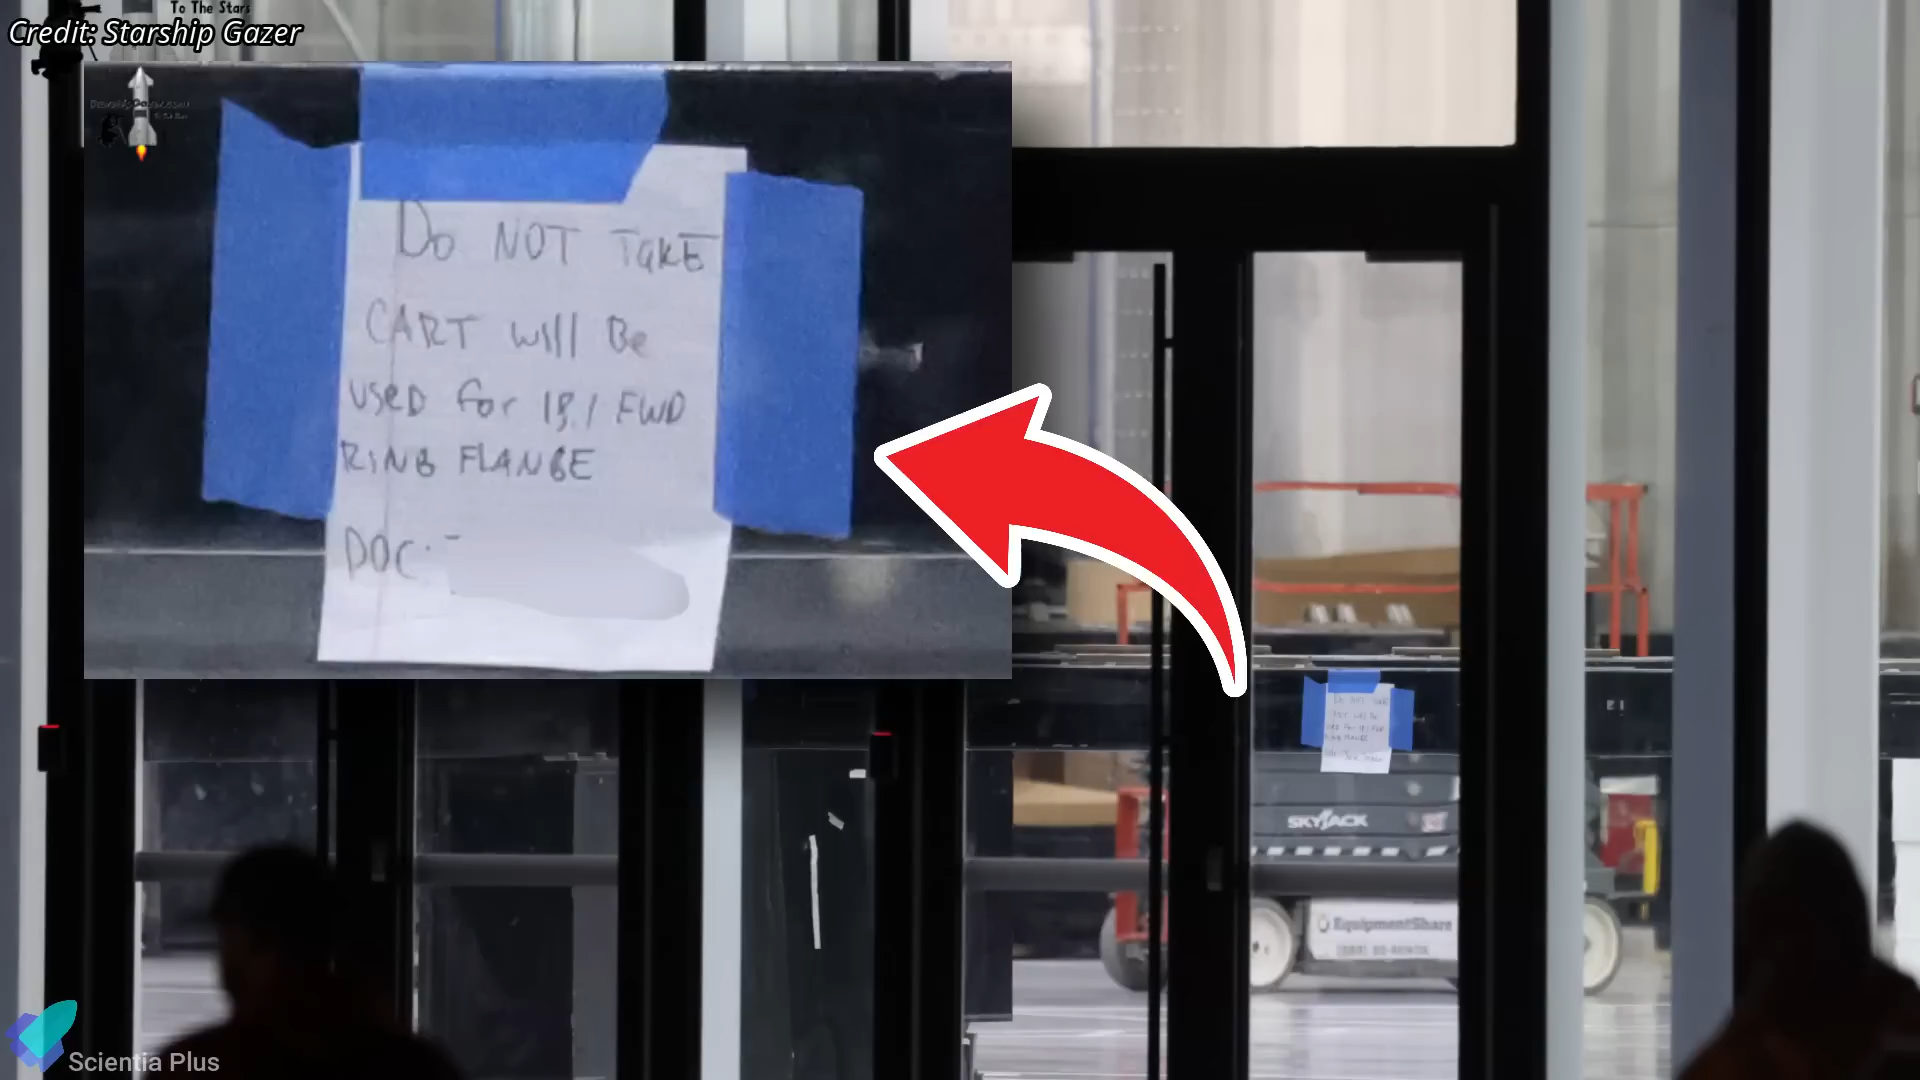 To The Stars
Credit: Starship Gazer
Do NOT Take
CART will Be
used for 18.1 FWD
RING FLANGE
DOC:-
SKYJACK
EquipmentShare
Scientia Plus